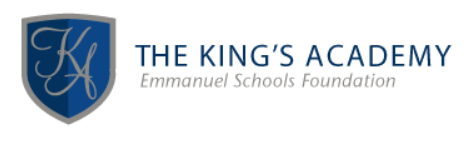 KA
THE KING'S ACADEMY
Emmanuel Schools Foundation